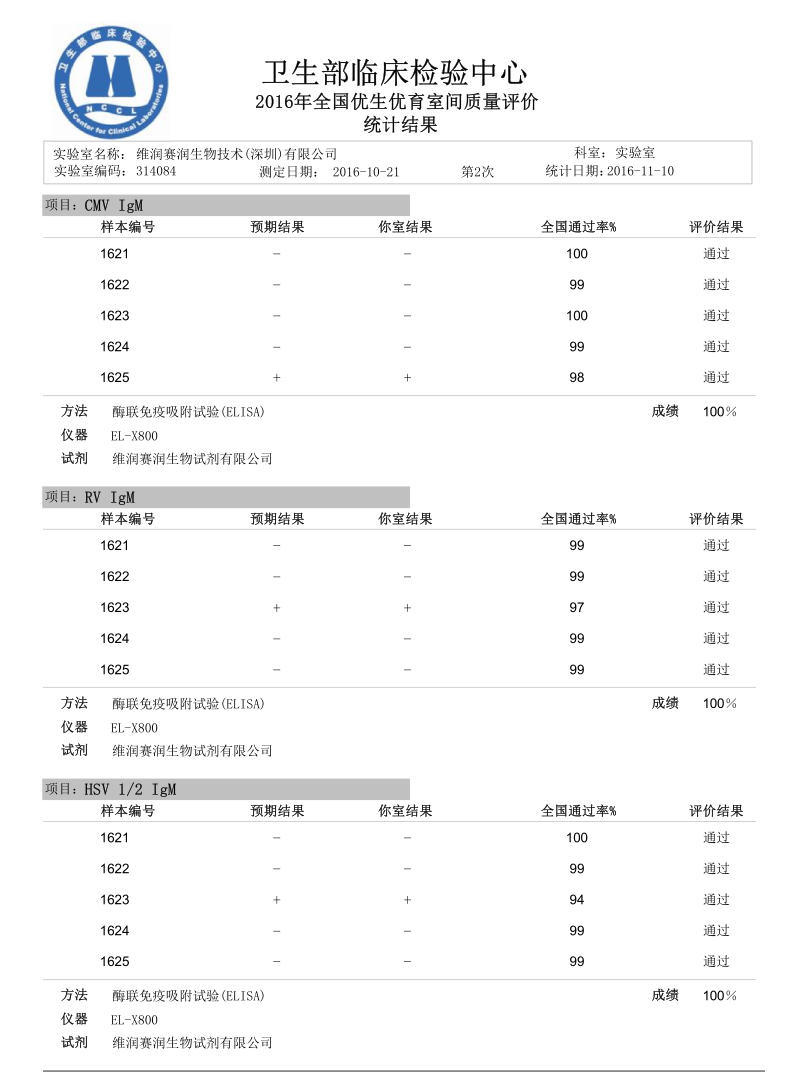 卫生部临床检验中心
NCCL
National Center for Clinical Laboratories
卫生部临床检验中心
2016年全国优生优育室间质量评价
统计结果
实验室名称: 维润赛润生物技术(深圳)有限公司 科室: 实验室
实验室编码: 314084 测定日期: 2016-10-21 第2次 统计日期: 2016-11-10
项目: CMV IgM
样本编号 预期结果 你室结果 全国通过率% 评价结果
1621 — — 100 通过
1622 — — 99 通过
1623 — — 100 通过
1624 — — 99 通过
1625 + + 98 通过
方法 酶联免疫吸附试验(ELISA) 成绩 100%
仪器 EL-X800
试剂 维润赛润生物试剂有限公司
项目: RV IgM
样本编号 预期结果 你室结果 全国通过率% 评价结果
1621 — — 99 通过
1622 — — 99 通过
1623 + + 97 通过
1624 — — 99 通过
1625 — — 99 通过
方法 酶联免疫吸附试验(ELISA) 成绩 100%
仪器 EL-X800
试剂 维润赛润生物试剂有限公司
项目: HSV 1/2 IgM
样本编号 预期结果 你室结果 全国通过率% 评价结果
1621 — — 100 通过
1622 — — 99 通过
1623 + + 94 通过
1624 — — 99 通过
1625 — — 99 通过
方法 酶联免疫吸附试验(ELISA) 成绩 100%
仪器 EL-X800
试剂 维润赛润生物试剂有限公司